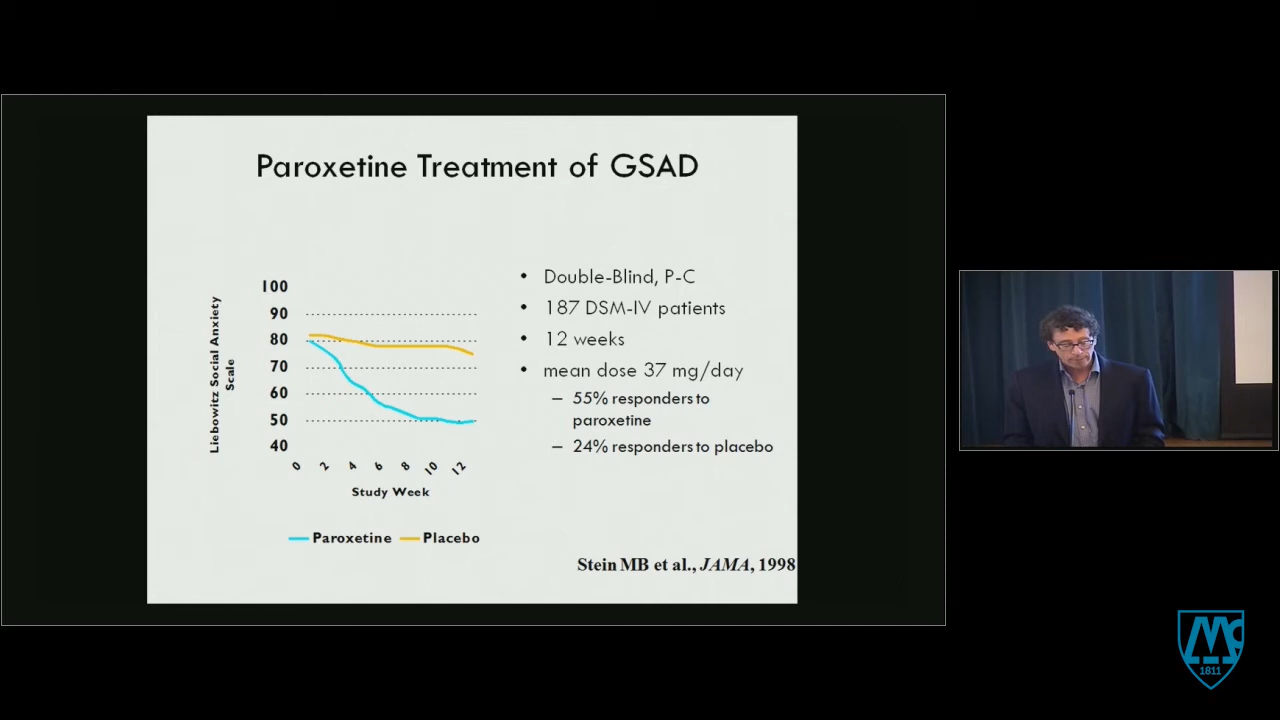 Paroxetine Treatment of GSAD
100
90
80
70
60
50
40
Liebowitz Social Anxiety
Scale
0 2 4 6 8 10 12
Study Week
Paroxetine Placebo
• Double-Blind, P-C
• 187 DSM-IV patients
• 12 weeks
• mean dose 37 mg/day
– 55% responders to
paroxetine
– 24% responders to placebo
Stein MB et al., JAMA, 1998
Mc
1811